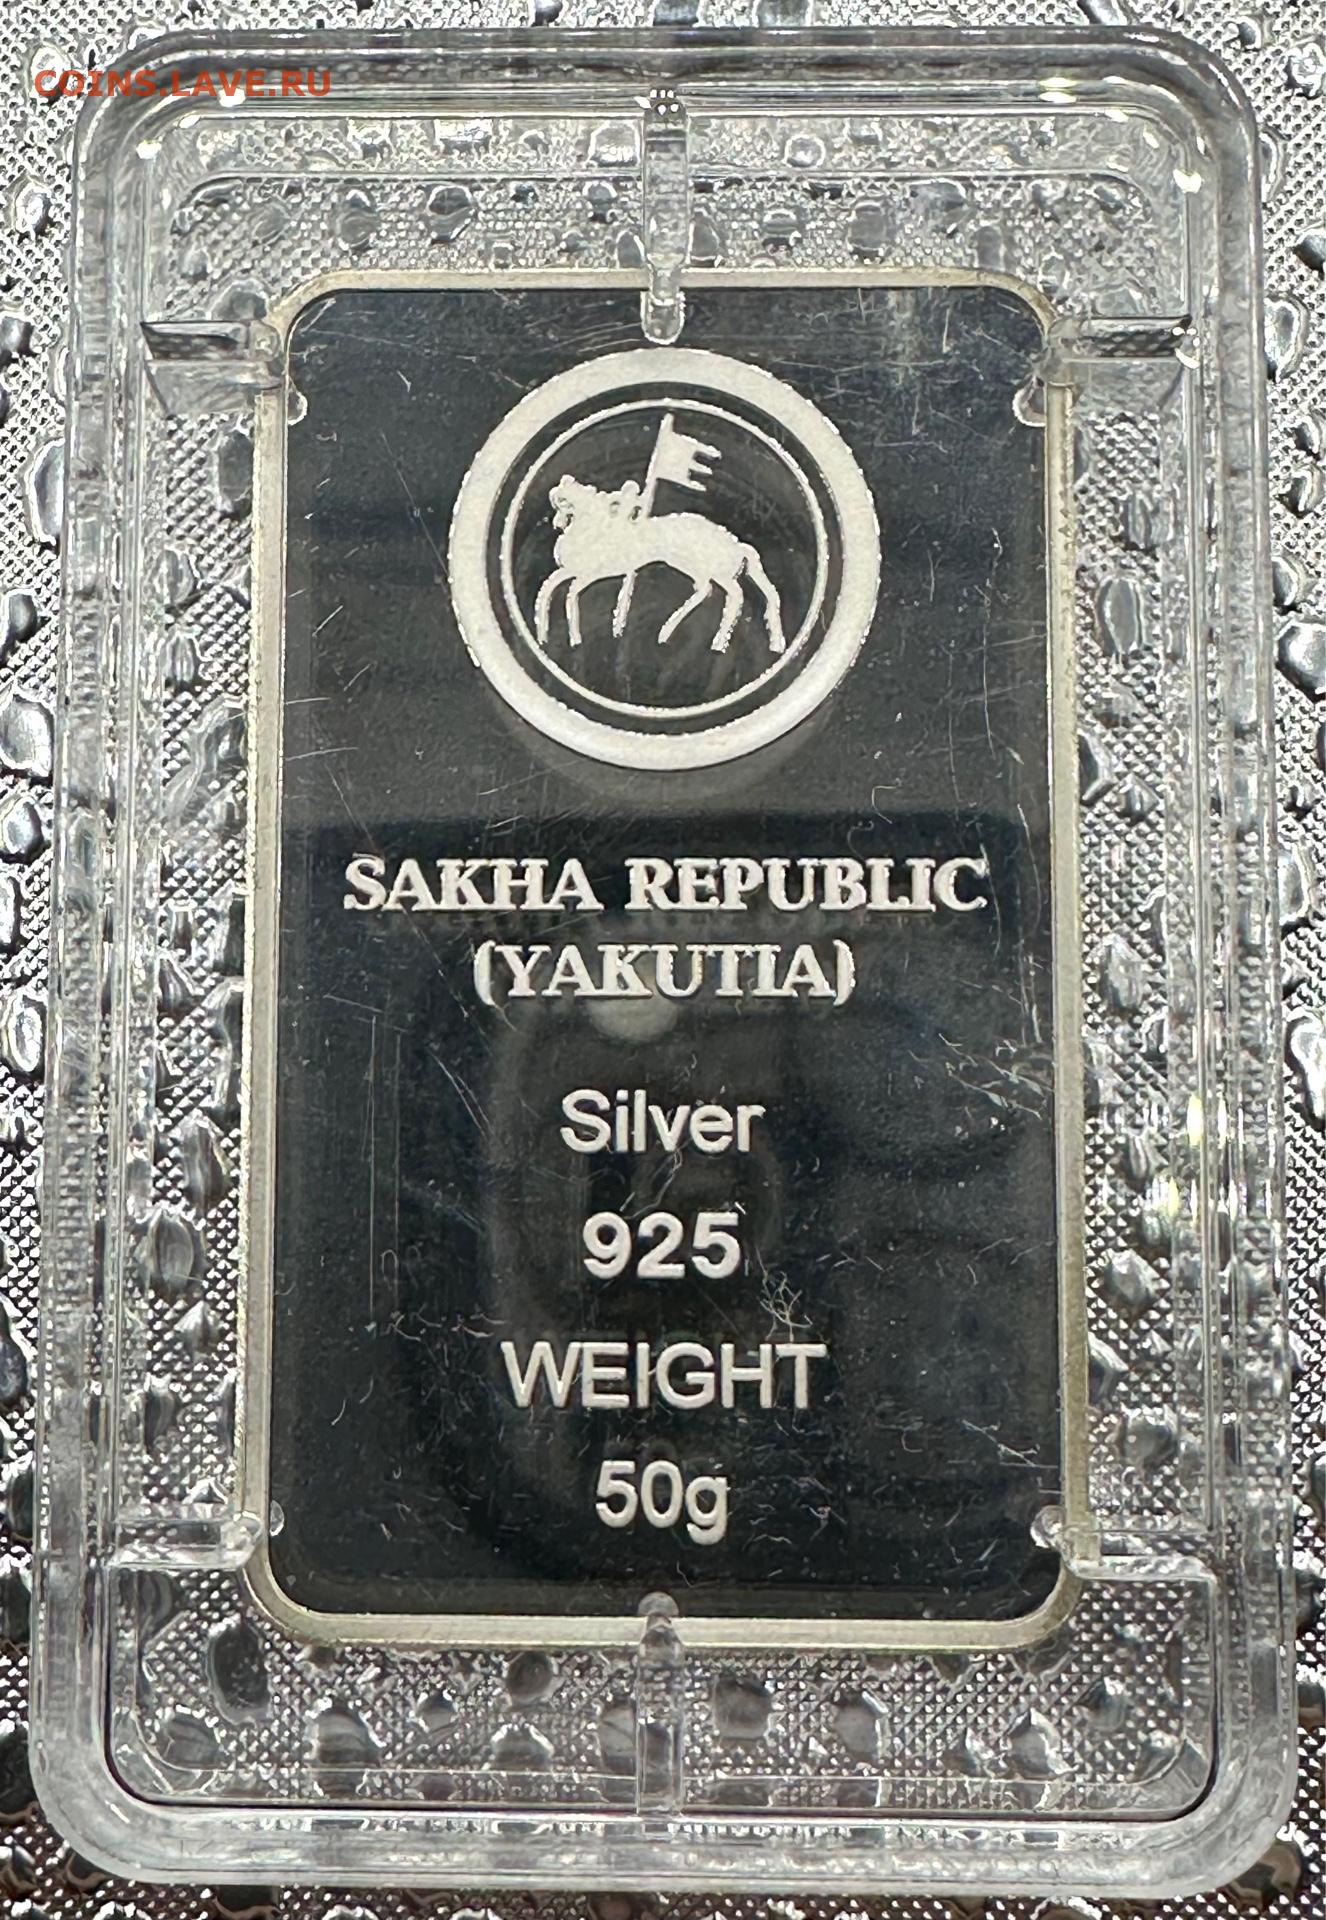 COINS.LAVE.RU
SAKHA REPUBLIC
(YAKUTIA)
Silver
925
WEIGHT
50g